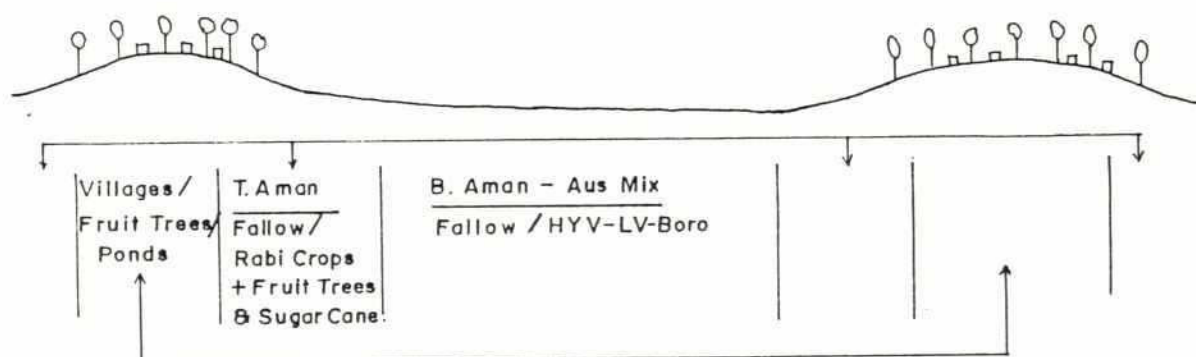 Villages/
Fruit Trees/
Ponds
T. Aman
Fallow/
Rabi Crops
+ Fruit Trees
& Sugar Cane.
B. Aman - Aus Mix
Fallow / HYV-LV-Boro